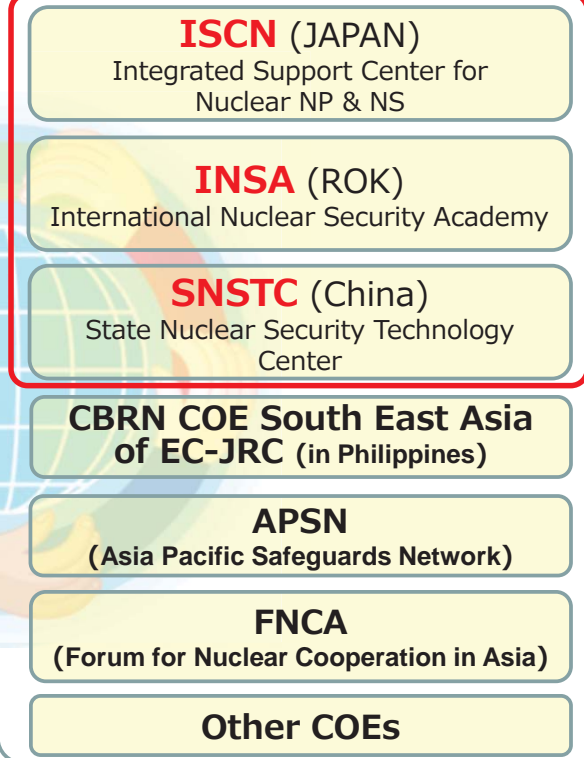 ISCN (JAPAN)
Integrated Support Center for
Nuclear NP & NS
INSA (ROK)
International Nuclear Security Academy
SNSTC (China)
State Nuclear Security Technology
Center
CBRN COE South East Asia
of EC-JRC (in Philippines)
APSN
(Asia Pacific Safeguards Network)
FNCA
(Forum for Nuclear Cooperation in Asia)
Other COEs